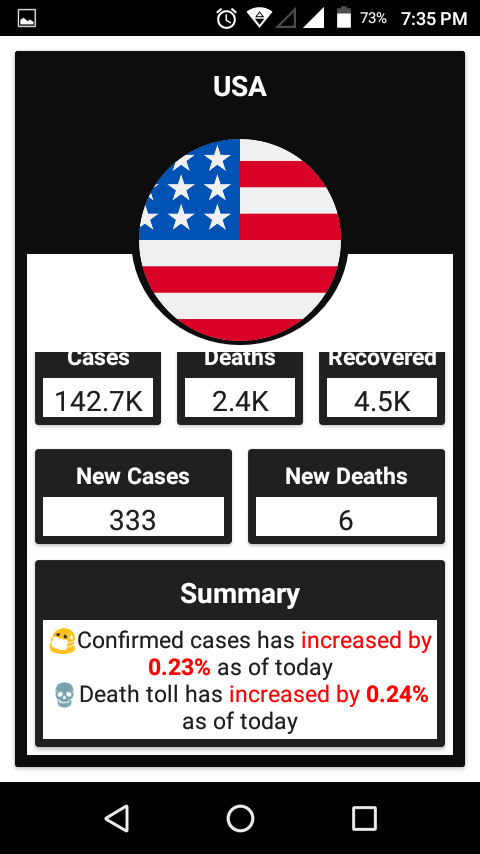 73% 7:35 PM
USA
Cases Deaths Recovered
142.7K 2.4K 4.5K
New Cases New Deaths
333 6
Summary
😷Confirmed cases has increased by
0.23% as of today
💀Death toll has increased by 0.24%
as of today